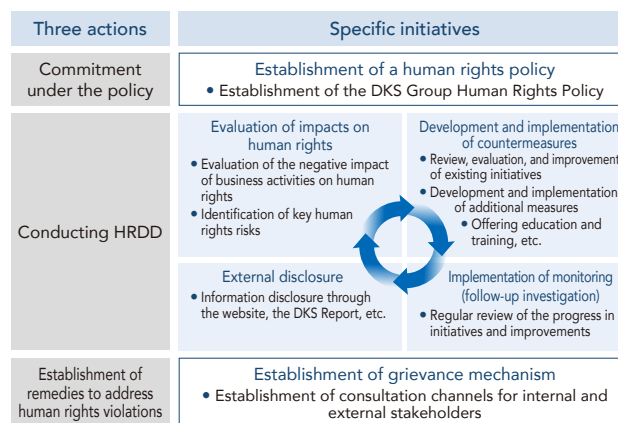 Three actions
Specific initiatives
Commitment
under the policy
Establishment of a human rights policy
• Establishment of the DKS Group Human Rights Policy
Conducting HRDD
Evaluation of impacts on
human rights
• Evaluation of the negative impact
of business activities on human
rights
• Identification of key human
rights risks
Development and implementation
of countermeasures
• Review, evaluation, and improvement
of existing initiatives
• Development and implementation
of additional measures
• Offering education and
training, etc.
External disclosure
• Information disclosure through
the website, the DKS Report, etc.
Implementation of monitoring
(follow-up investigation)
• Regular review of the progress in
initiatives and improvements
Establishment of
remedies to address
human rights violations
Establishment of grievance mechanism
• Establishment of consultation channels for internal and
external stakeholders